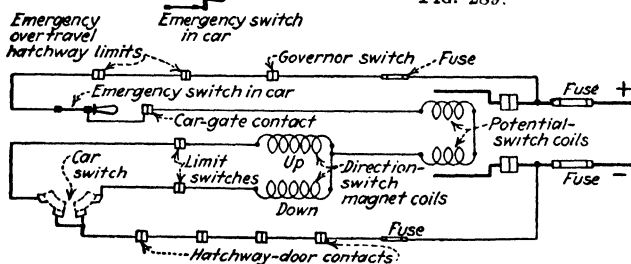 FIG. 289.
Emergency
over travel
hatchway limits
Emergency switch
in car
Governor switch
Fuse
Fuse
+
Emergency switch in car
Car-gate contact
Potential-
switch coils
Car
switch
Limit
switches
Up
Direction-
switch
magnet coils
Down
Fuse
−
Fuse
Hatchway-door contacts